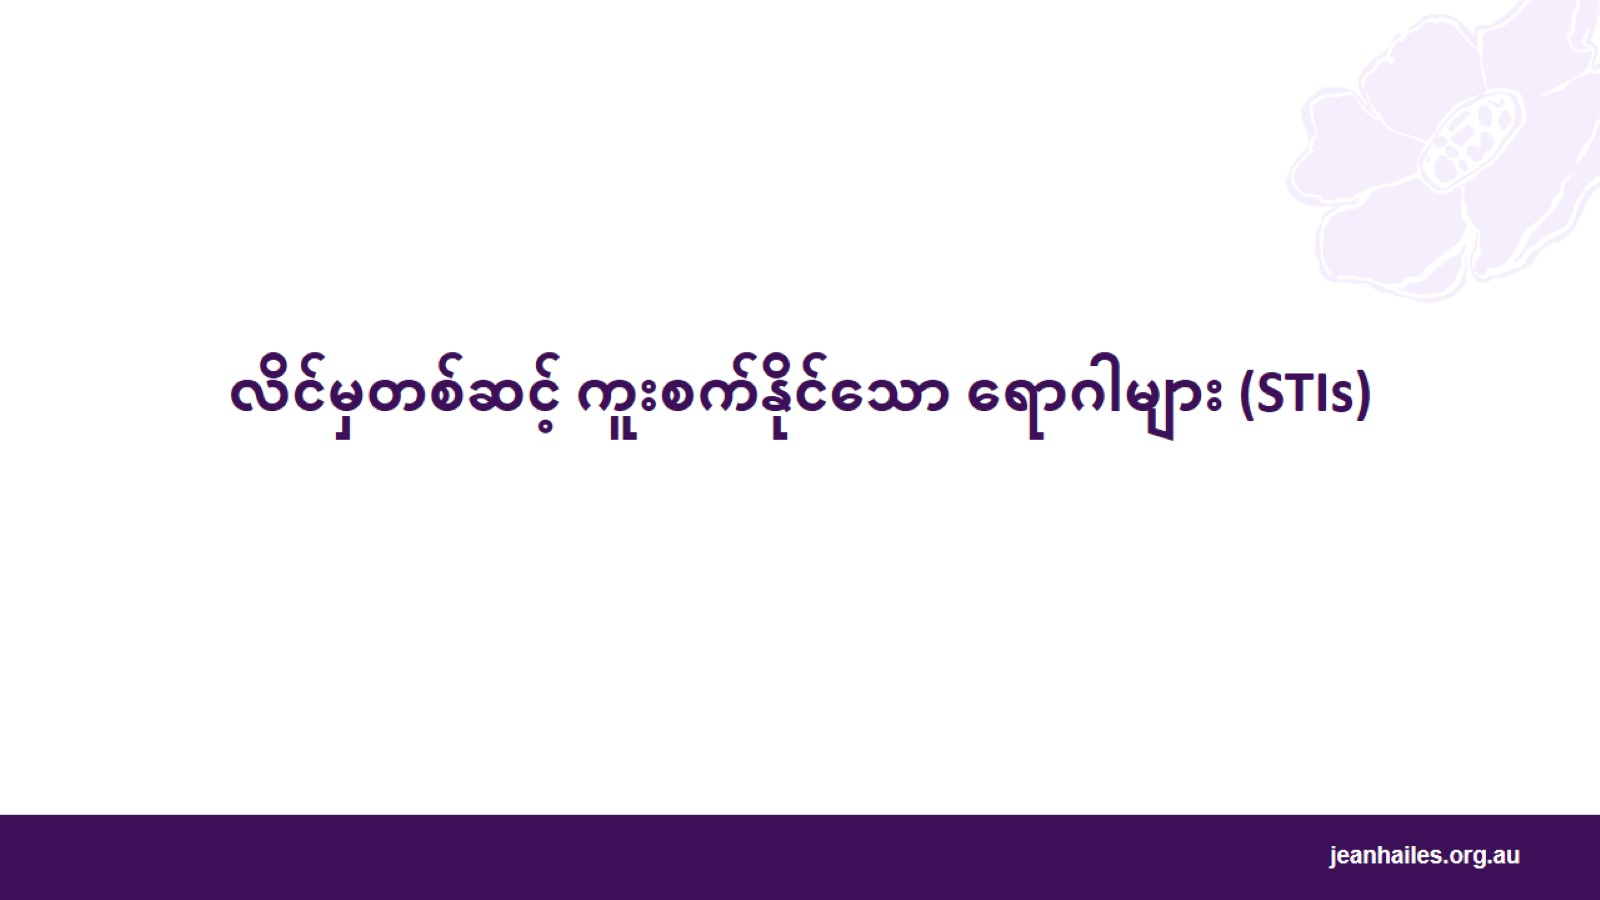 လိင်မှတစ်ဆင့် ကူးစက်နိုင်သော ရောဂါများ (STIs)
jeanhailes.org.au